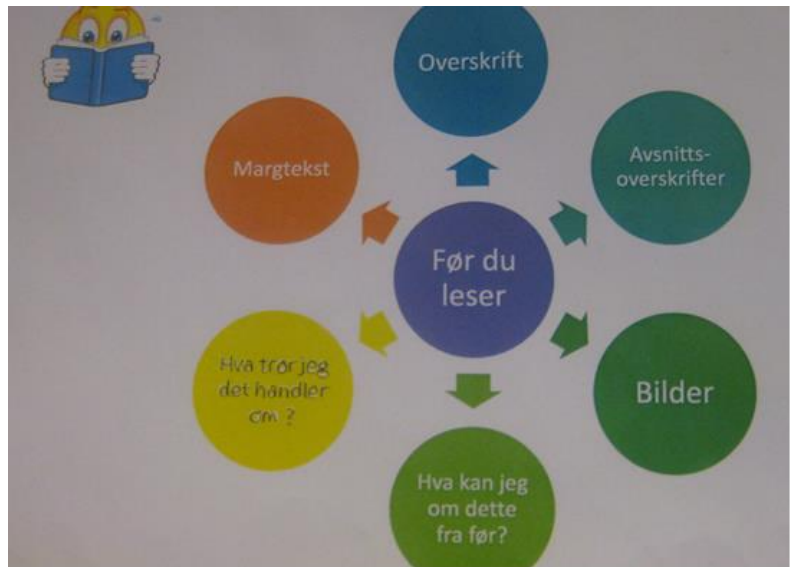 Overskrift
Avsnitts-
overskrifter
Bilder
Hva kan jeg
om dette
fra før?
Hva tror jeg
det handler
om?
Margtekst
Før du
leser